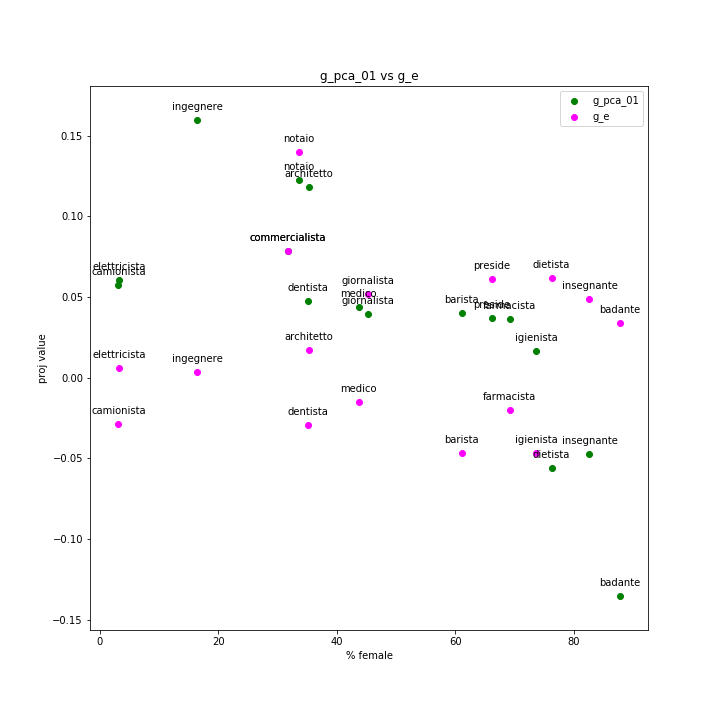 g_pca_01 vs g_e
g_pca_01
g_e
ingegnere
notaio
notaio
architetto
commercialista
elettricista
camionista
dentista
giornalista
medico
giornalista
preside
dietista
insegnante
badante
barista
preside
farmacista
igienista
architetto
elettricista
ingegnere
medico
farmacista
camionista
dentista
barista
igienista
insegnante
dietista
badante
proj value
0.15
0.10
0.05
0.00
−0.05
−0.10
−0.15
0
20
40
60
80
% female